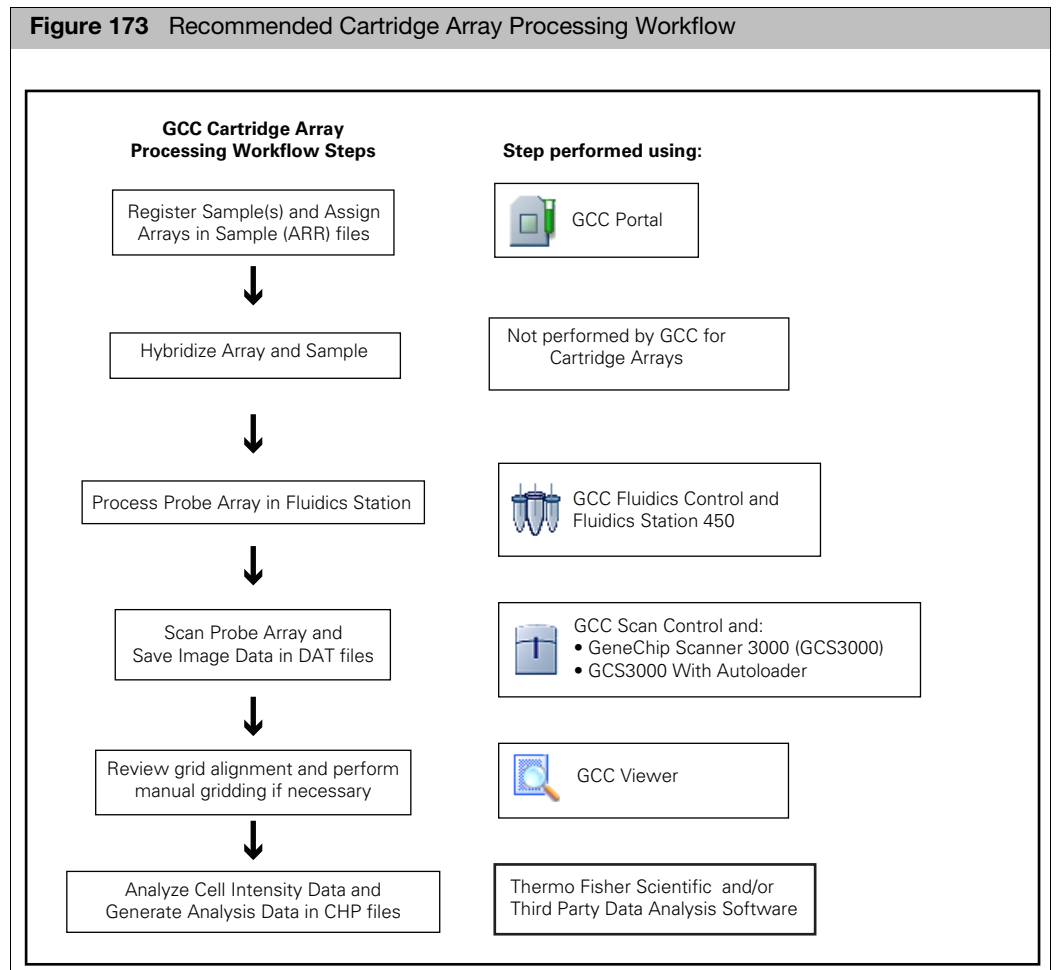 Figure 173 Recommended Cartridge Array Processing Workflow
GCC Cartridge Array
Processing Workflow Steps
Step performed using:
Register Sample(s) and Assign
Arrays in Sample (ARR) files
GCC Portal
Hybridize Array and Sample
Not performed by GCC for
Cartridge Arrays
Process Probe Array in Fluidics Station
GCC Fluidics Control and
Fluidics Station 450
Scan Probe Array and
Save Image Data in DAT files
GCC Scan Control and:
• GeneChip Scanner 3000 (GCS3000)
• GCS3000 With Autoloader
Review grid alignment and perform
manual gridding if necessary
GCC Viewer
Analyze Cell Intensity Data and
Generate Analysis Data in CHP files
Thermo Fisher Scientific and/or
Third Party Data Analysis Software